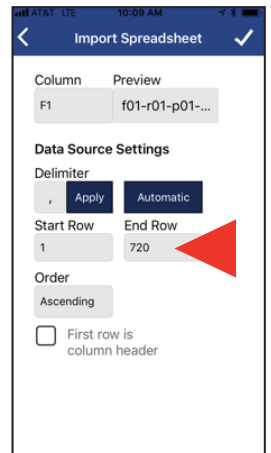 AT&T LTE 10:09 AM
Import Spreadsheet
Column Preview
F1 f01-r01-p01-...
Data Source Settings
Delimiter
, Apply Automatic
Start Row End Row
1 720
Order
Ascending
First row is
column header